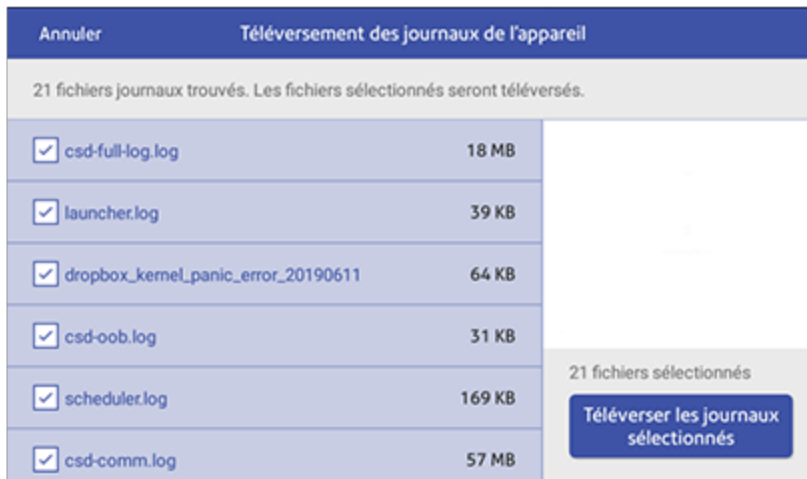 Annuler
Téléversement des journaux de l'appareil
21 fichiers journaux trouvés. Les fichiers sélectionnés seront téléversés.
csd-full-log.log 18 MB
launcher.log 39 KB
dropbox_kernel_panic_error_20190611 64 KB
csd-oob.log 31 KB
scheduler.log 169 KB
csd-comm.log 57 MB
21 fichiers sélectionnés
Téléverser les journaux
sélectionnés